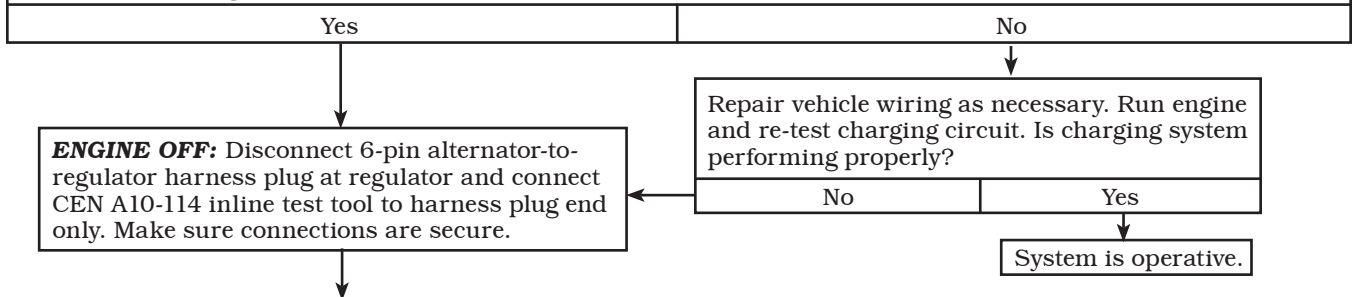 Yes
No
Repair vehicle wiring as necessary. Run engine
and re-test charging circuit. Is charging system
performing properly?
No
Yes
System is operative.
ENGINE OFF: Disconnect 6-pin alternator-to-
regulator harness plug at regulator and connect
CEN A10-114 inline test tool to harness plug end
only. Make sure connections are secure.